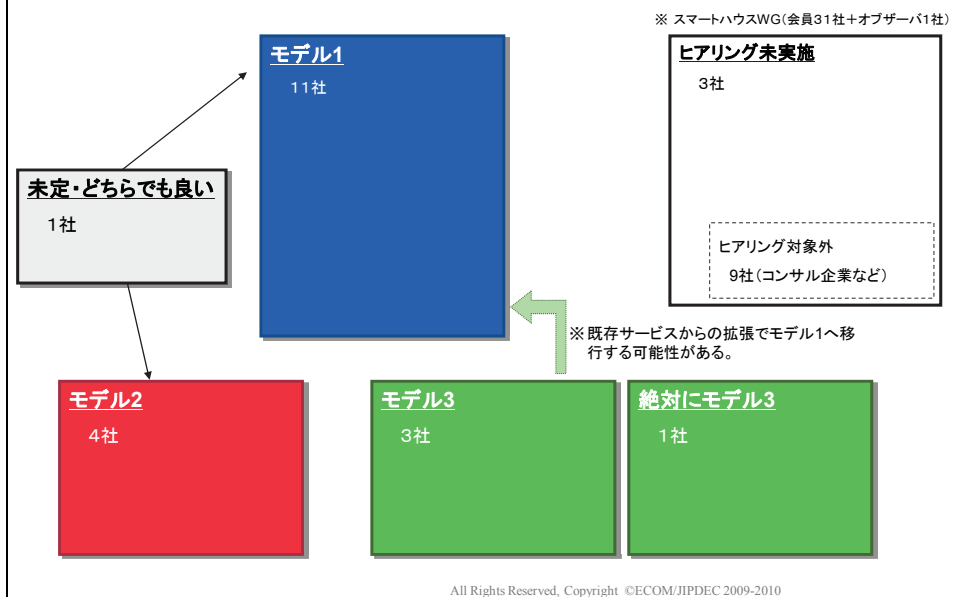 ※ スマートハウスWG(会員31社+オブザーバ1社)
モデル1
11社
ヒアリング未実施
3社
未定・どちらでも良い
1社
ヒアリング対象外
9社(コンサル企業など)
※ 既存サービスからの拡張でモデル1へ移
行する可能性がある。
モデル2
4社
モデル3
3社
絶対にモデル3
1社
All Rights Reserved, Copyright ©ECOM/JIPDEC 2009-2010